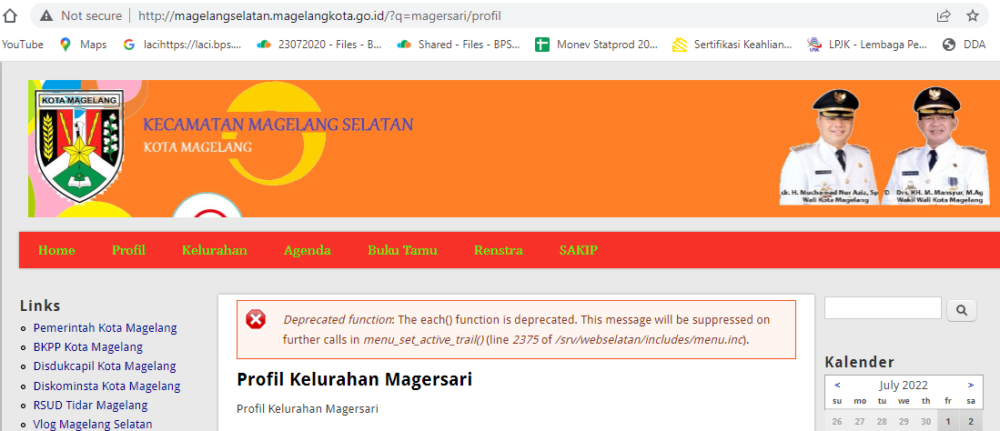 Not secure | http://magelangselatan.magelangkota.go.id/?q=magersari/profil
YouTube Maps lacihttps://laci.bps.... 23072020 - Files - B... Shared - Files - BPS... Monev Statprod 20... Sertifikasi Keahlian... LPJK - Lembaga Pe... DDA
KOTA MAGELANG
KECAMATAN MAGELANG SELATAN
KOTA MAGELANG
dr. H. Muchamad Nur Aziz, Sp PD
Wali Kota Magelang
Drs. KH. M. Mansyur, M.Ag
Wakil Wali Kota Magelang
Home Profil Kelurahan Agenda Buku Tamu Renstra SAKIP
Links
Pemerintah Kota Magelang
BKPP Kota Magelang
Disdukcapil Kota Magelang
Diskominsta Kota Magelang
RSUD Tidar Magelang
Vlog Magelang Selatan
Deprecated function: The each() function is deprecated. This message will be suppressed on
further calls in menu_set_active_trail() (line 2375 of /srv/webselatan/includes/menu.inc).
Profil Kelurahan Magersari
Profil Kelurahan Magersari
Kalender
< July 2022 >
su mo tu we th fr sa
26 27 28 29 30 1 2